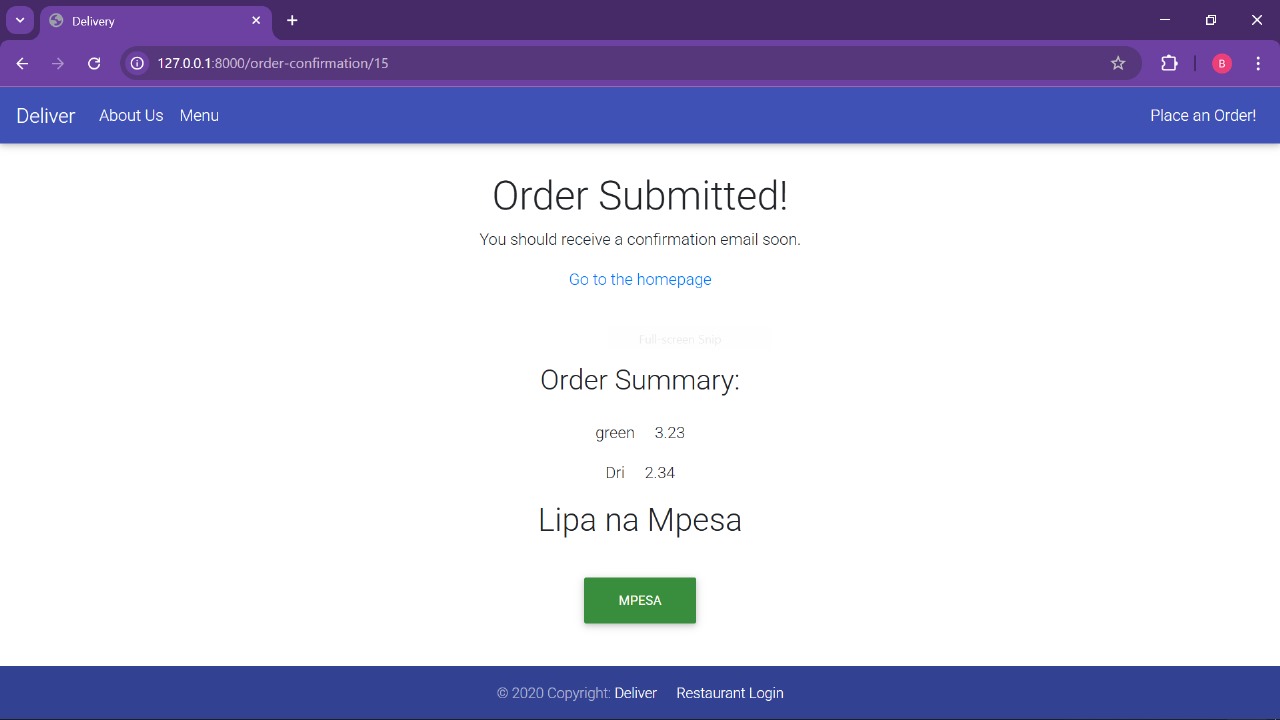 Delivery
127.0.0.1:8000/order-confirmation/15
B
Deliver About Us Menu Place an Order!
Order Submitted!
You should receive a confirmation email soon.
Go to the homepage
Full-screen Snip
Order Summary:
green 3.23
Dri 2.34
Lipa na Mpesa
MPESA
© 2020 Copyright: Deliver Restaurant Login